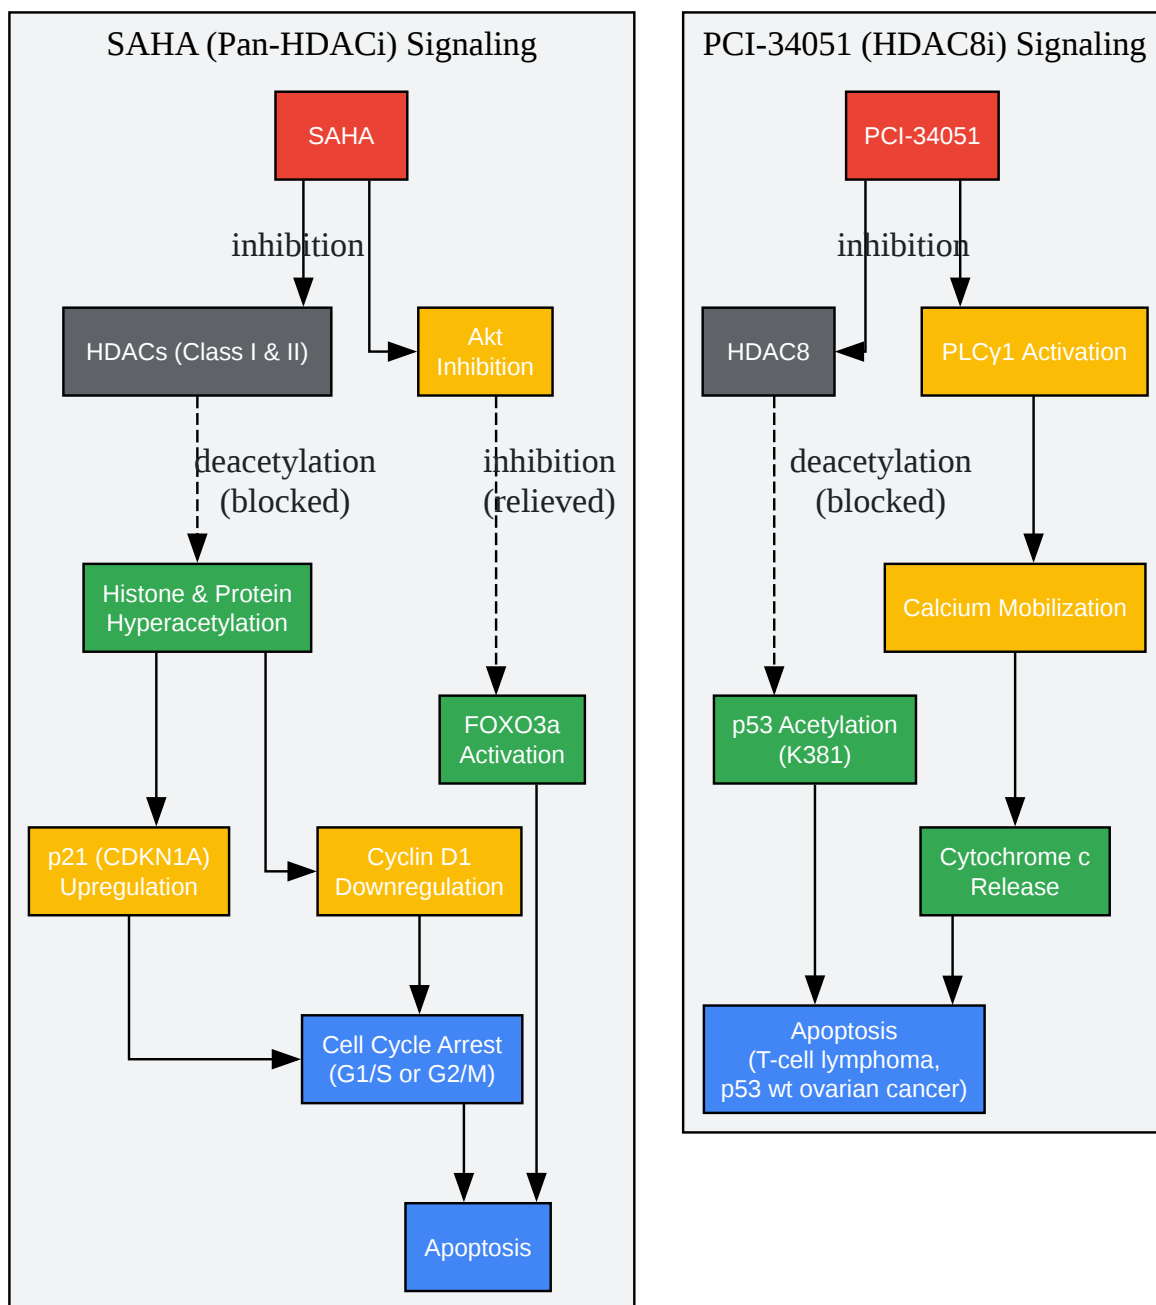 SAHA (Pan-HDACi) Signaling
SAHA
inhibition
HDACs (Class I & II)
Akt
Inhibition
deacetylation
(blocked)
inhibition
(relieved)
Histone & Protein
Hyperacetylation
FOXO3a
Activation
p21 (CDKN1A)
Upregulation
Cyclin D1
Downregulation
Cell Cycle Arrest
(G1/S or G2/M)
Apoptosis
PCI-34051 (HDAC8i) Signaling
PCI-34051
inhibition
HDAC8
PLCγ1 Activation
deacetylation
(blocked)
Calcium Mobilization
p53 Acetylation
(K381)
Cytochrome c
Release
Apoptosis
(T-cell lymphoma,
p53 wt ovarian cancer)